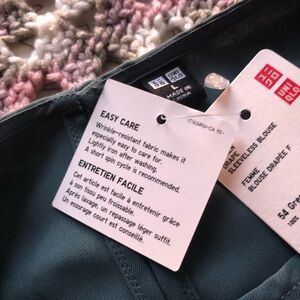 UNI
QLO
L
MADE IN
EASY CARE
Wrinkle-resistant fabric makes it
especially easy to care for.
Lightly iron after washing.
A short spin cycle is recommended.
ENTRETIEN FACILE
Cet article est facile à entretenir grâce
à son tissu peu froissable.
Après lavage, un repassage léger suffit.
Un essorage court est conseillé.
UNI
QLO
DRAPE
SLEEVELESS BLOUSE
FEMME
BLOUSE DRAPÉE F
54 Gre